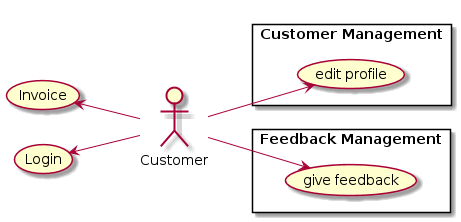 Customer Management
edit profile
Invoice
Login
Customer
Feedback Management
give feedback